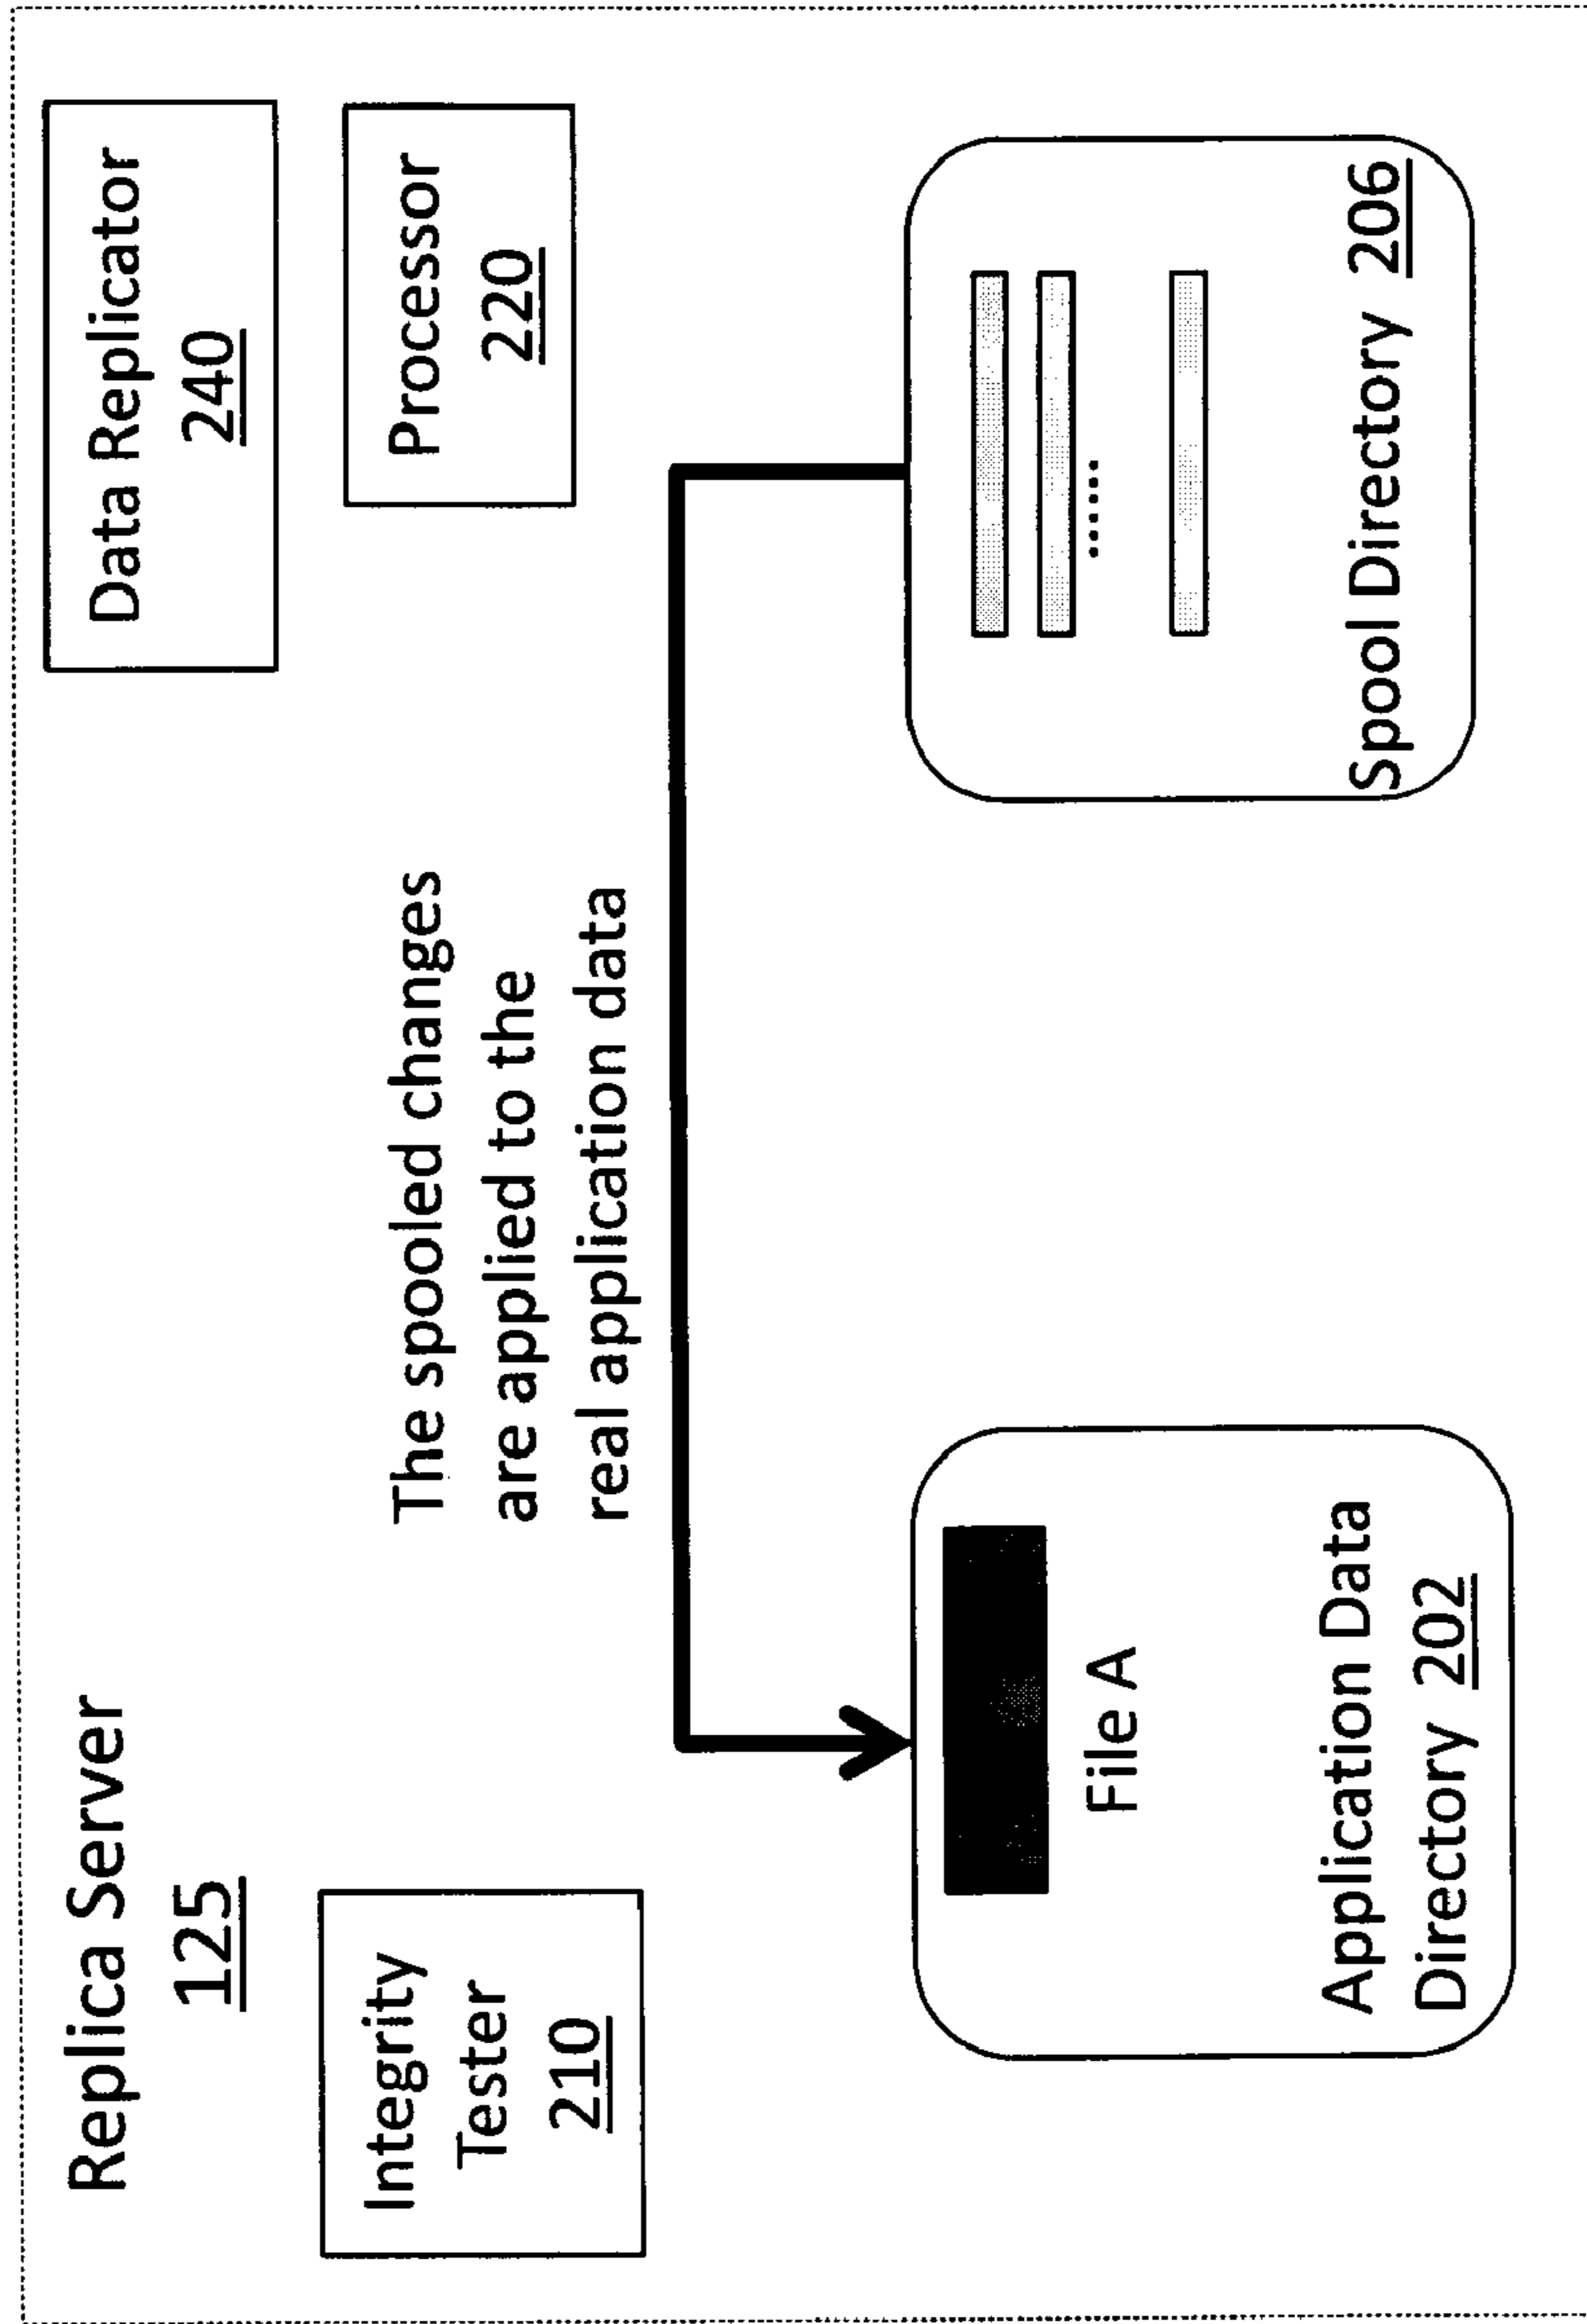 Replica Server
125
Data Replicator
240
Integrity
Tester
210
The spooled changes
are applied to the
real application data
Processor
220
File A
Application Data
Directory 202
......
Spool Directory 206